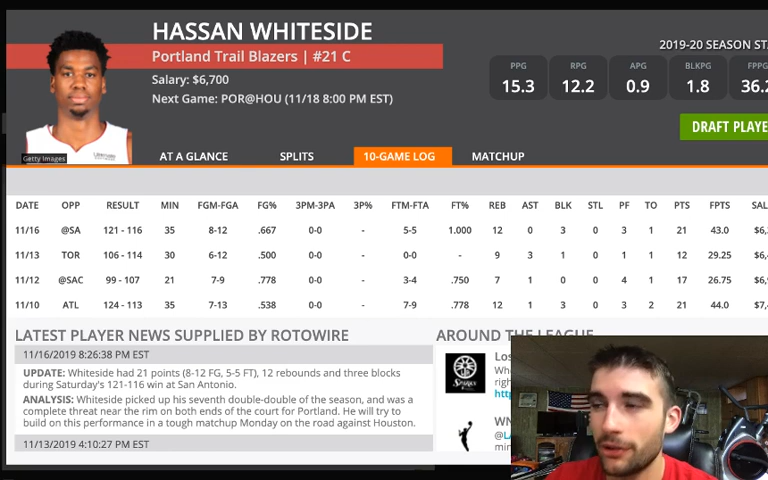 HASSAN WHITESIDE
Portland Trail Blazers | #21 C
Salary: $6,700
Next Game: POR@HOU (11/18 8:00 PM EST)
Getty Images
2019-20 SEASON
PPG RPG APG BLKPG
15.3 12.2 0.9 1.8 36.2
DRAFT
AT A GLANCE SPLITS 10-GAME LOG MATCHUP
DATE OPP RESULT MIN FGM-FGA FG% 3PM-3PA 3P% FTM-FTA FT% REB AST BLK STL PF TO PTS FPTS
11/16 @SA 121 - 116 35 8-12 .667 0-0 - 5-5 1.000 12 0 3 0 3 1 21 43.0
11/13 TOR 106 - 114 30 6-12 .500 0-0 - 0-0 - 9 3 1 0 1 1 12 29.25
11/12 @SAC 99 - 107 21 7-9 .778 0-0 - 3-4 .750 7 1 0 0 4 1 17 26.75
11/10 ATL 124 - 113 35 7-13 .538 0-0 - 7-9 .778 12 1 3 0 3 2 21 44.0
LATEST PLAYER NEWS SUPPLIED BY ROTOWIRE
11/16/2019 8:26:38 PM EST
UPDATE: Whiteside had 21 points (8-12 FG, 5-5 FT), 12 rebounds and three blocks
during Saturday's 121-116 win at San Antonio.
ANALYSIS: Whiteside picked up his seventh double-double of the season, and was a
complete threat near the rim on both ends of the court for Portland. He will try to
build on this performance in a tough matchup Monday on the road against Houston.
11/13/2019 4:10:27 PM EST
AROUND THE LEAGUE
Los
Sparks